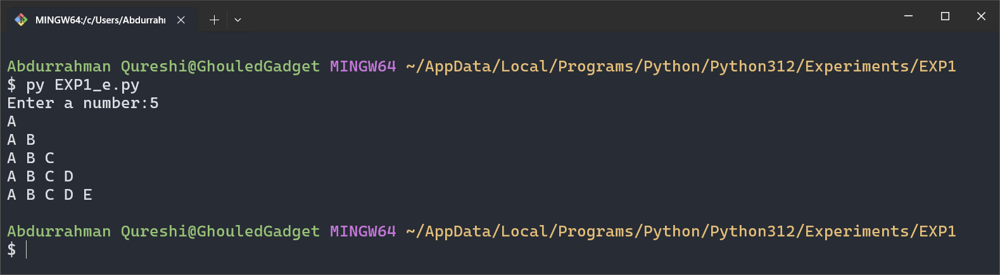 MINGW64:/c/Users/Abdurrahr
Abdurrahman Qureshi@GhouledGadget MINGW64 ~/AppData/Local/Programs/Python/Python312/Experiments/EXP1
$ py EXP1_e.py
Enter a number:5
A
A B
A B C
A B C D
A B C D E
Abdurrahman Qureshi@GhouledGadget MINGW64 ~/AppData/Local/Programs/Python/Python312/Experiments/EXP1
$